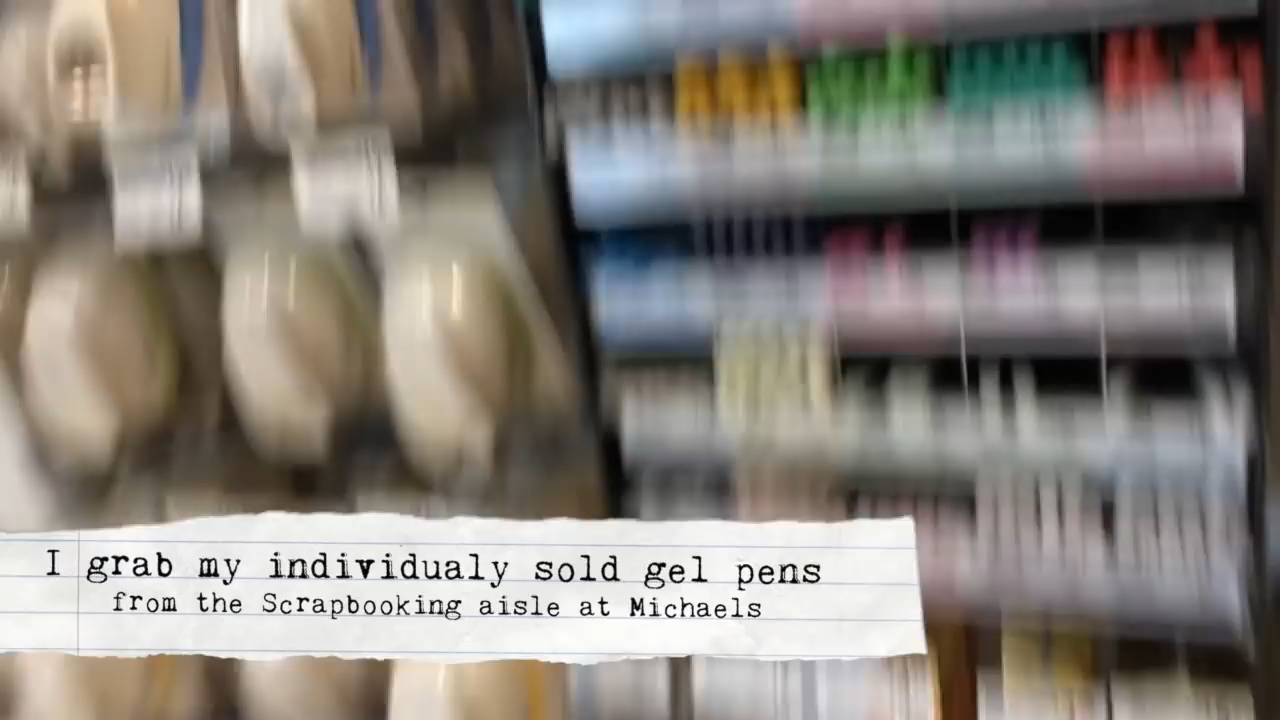 I grab my individualy sold gel pens
from the Scrapbooking aisle at Michaels